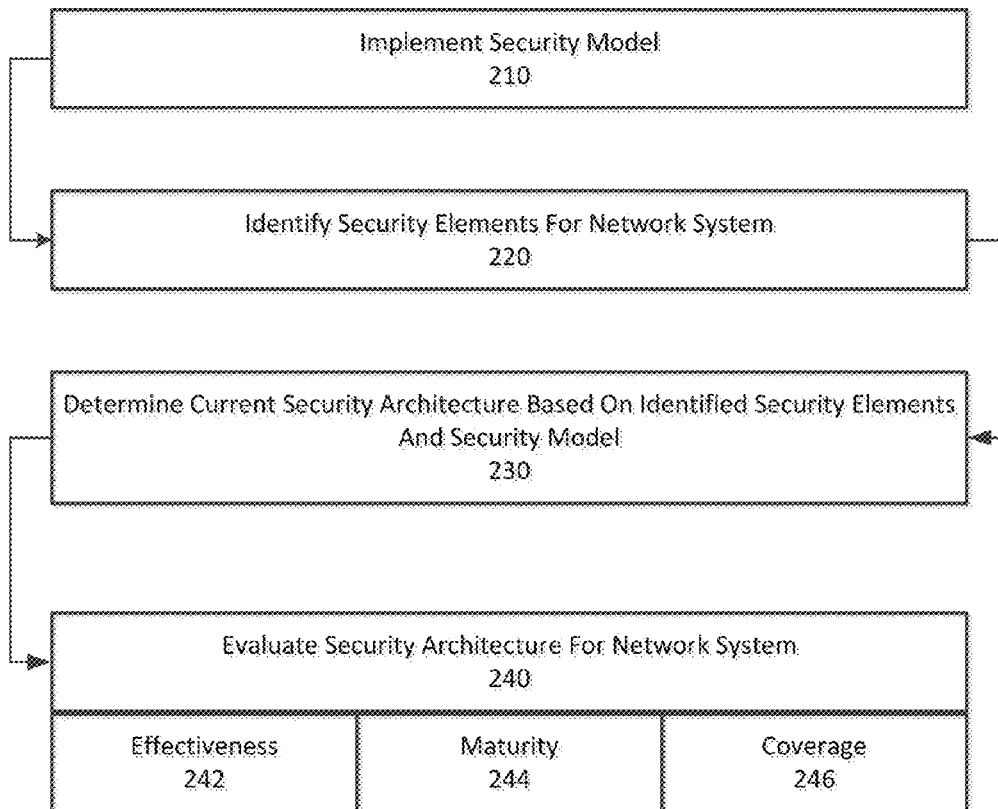 Implement Security Model
210
Identify Security Elements For Network System
220
Determine Current Security Architecture Based On Identified Security Elements
And Security Model
230
Evaluate Security Architecture For Network System
240
Effectiveness
242
Maturity
244
Coverage
246